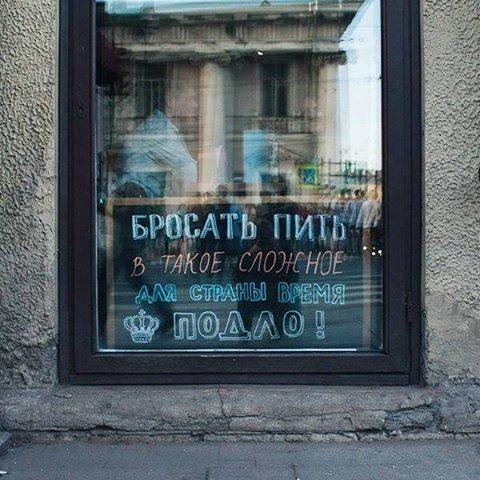 БРОСАТЬ ПИТЬ
В ТАКОЕ СЛОЖНОЕ
ДЛЯ СТРАНЫ ВРЕМЯ
ПОДЛО!